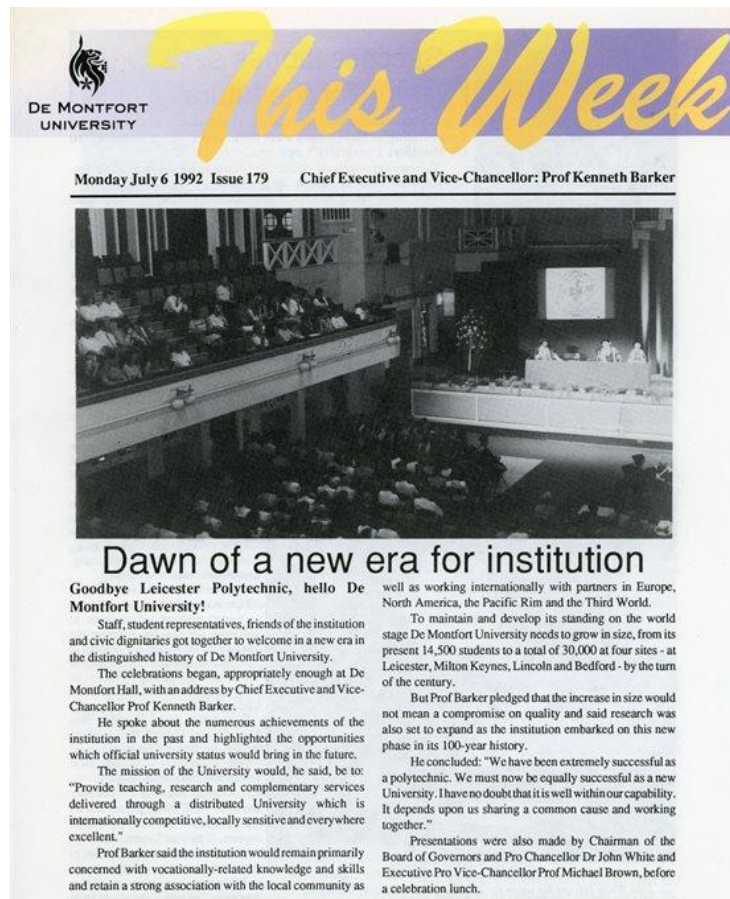 DE MONTFORT
UNIVERSITY
This Week
Monday July 6 1992 Issue 179
Chief Executive and Vice-Chancellor: Prof Kenneth Barker
Dawn of a new era for institution
Goodbye Leicester Polytechnic, hello De
Montfort University!
Staff, student representatives, friends of the institution
and civic dignitaries got together to welcome in a new era in
the distinguished history of De Montfort University.
The celebrations began, appropriately enough at De
Montfort Hall, with an address by Chief Executive and Vice-
Chancellor Prof Kenneth Barker.
He spoke about the numerous achievements of the
institution in the past and highlighted the opportunities
which official university status would bring in the future.
The mission of the University would, he said, be to:
"Provide teaching, research and complementary services
delivered through a distributed University which is
internationally competitive, locally sensitive and everywhere
excellent."
Prof Barker said the institution would remain primarily
concerned with vocationally-related knowledge and skills
and retain a strong association with the local community as
well as working internationally with partners in Europe,
North America, the Pacific Rim and the Third World.
To maintain and develop its standing on the world
stage De Montfort University needs to grow in size, from its
present 14,500 students to a total of 30,000 at four sites - at
Leicester, Milton Keynes, Lincoln and Bedford - by the turn
of the century.
But Prof Barker pledged that the increase in size would
not mean a compromise on quality and said research was
also set to expand as the institution embarked on this new
phase in its 100-year history.
He concluded: "We have been extremely successful as
a polytechnic. We must now be equally successful as a new
University. I have no doubt that it is well within our capability.
It depends upon us sharing a common cause and working
together."
Presentations were also made by Chairman of the
Board of Governors and Pro Chancellor Dr John White and
Executive Pro Vice-Chancellor Prof Michael Brown, before
a celebration lunch.